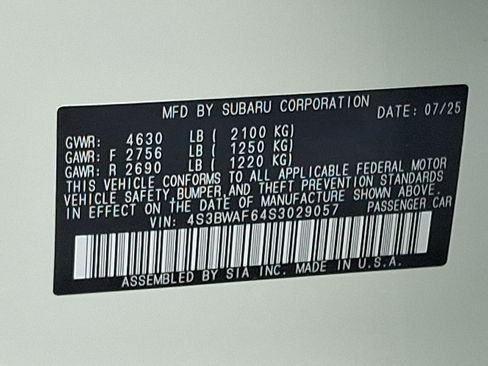 MFD BY SUBARU CORPORATION DATE: 07/25
GVWR: 4630 LB ( 2100 KG)
GAWR: F 2756 LB ( 1250 KG)
GAWR: R 2690 LB ( 1220 KG)
THIS VEHICLE CONFORMS TO ALL APPLICABLE FEDERAL MOTOR
VEHICLE SAFETY,BUMPER,AND THEFT PREVENTION STANDARDS
IN EFFECT ON THE DATE OF MANUFACTURE SHOWN ABOVE.
VIN: 4S3BWAF64S3029057 PASSENGER CAR
ASSEMBLED BY SIA INC. MADE IN U.S.A.